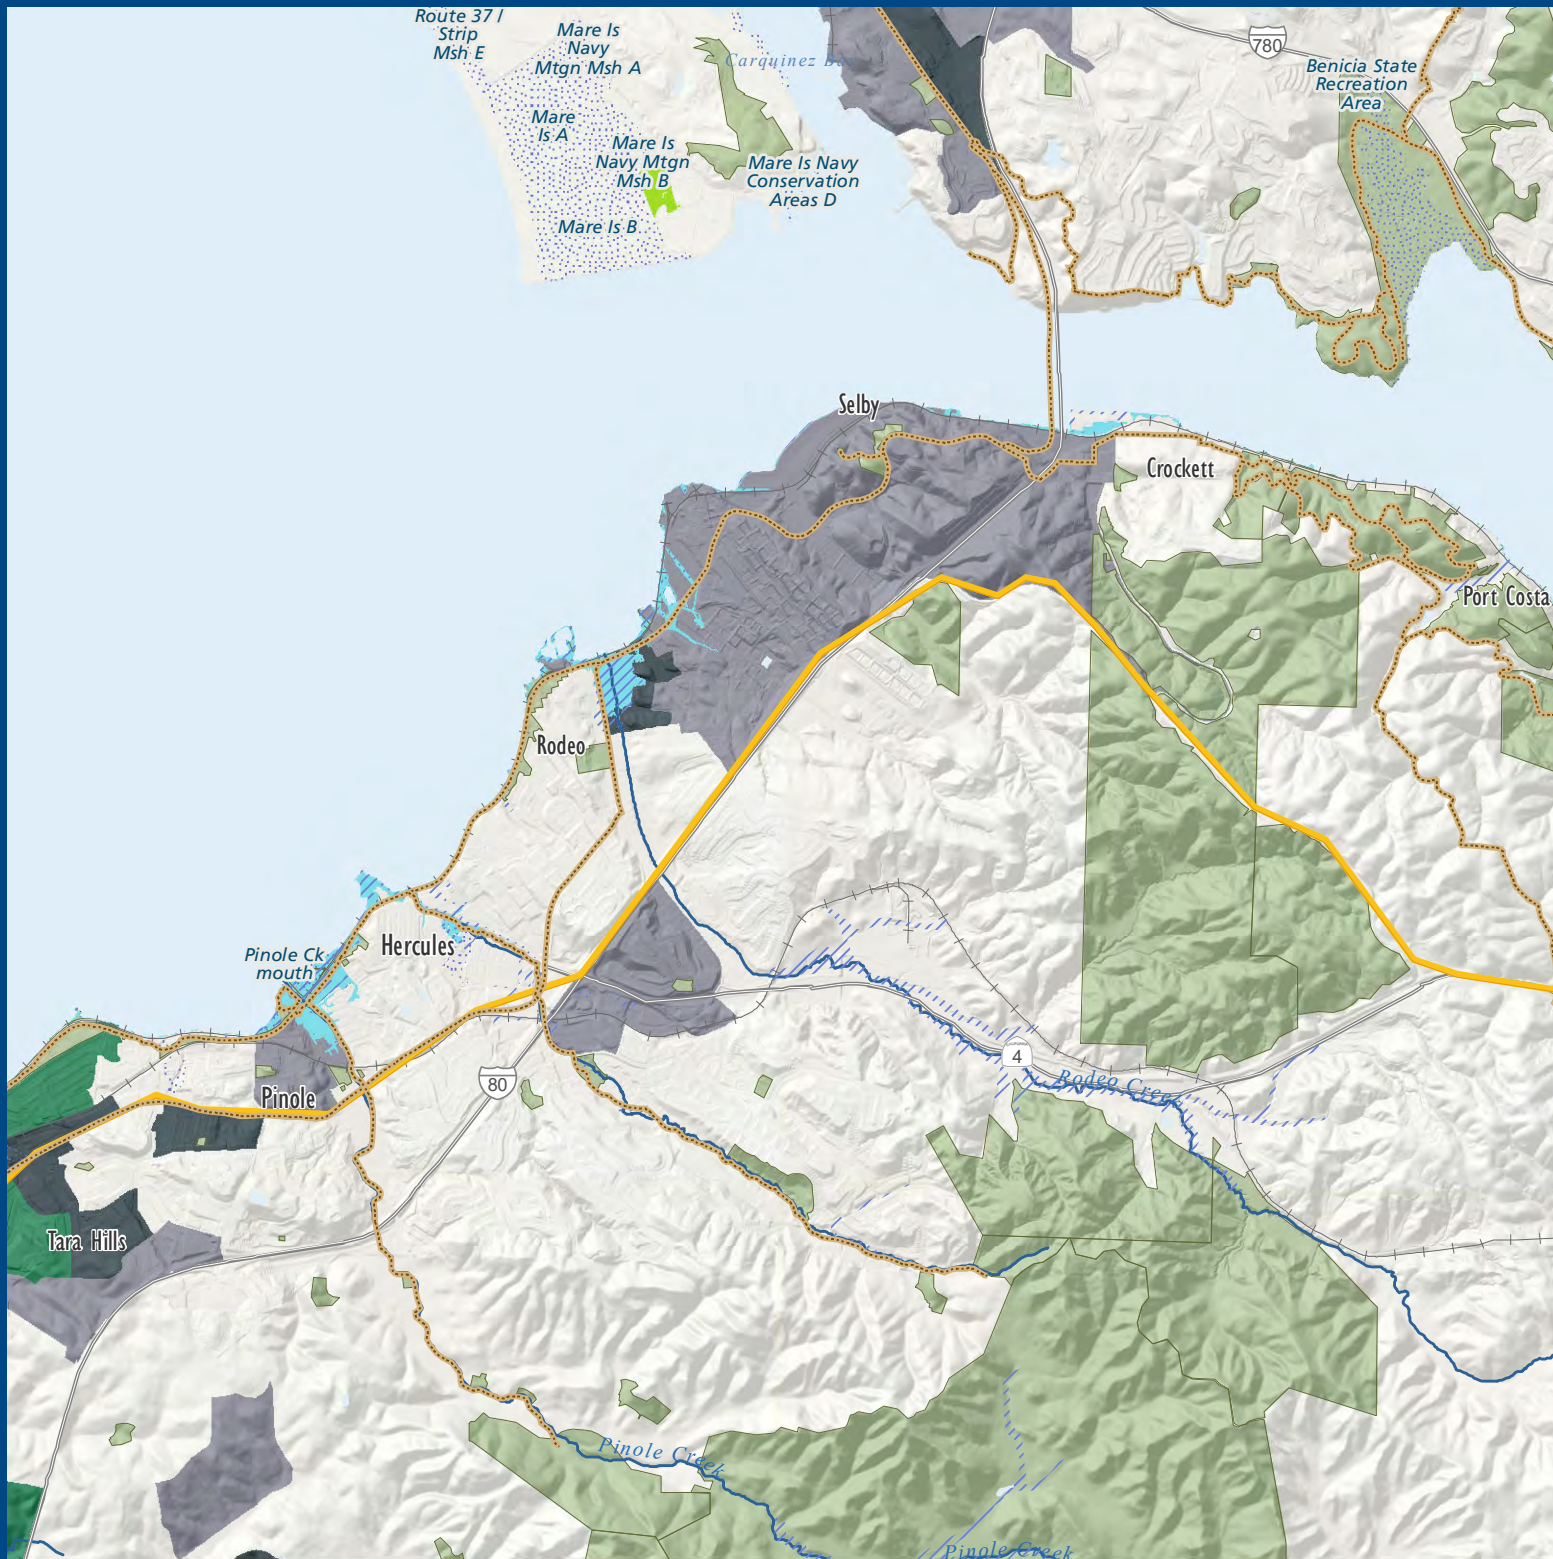 Route 37 /
Strip
Msh E
Mare Is
Navy
Mtgn Msh A
Carquinez
780
Benicia State
Recreation
Area
Mare
Is A
Mare Is
Navy Mtgn
Msh B
Mare Is Navy
Conservation
Areas D
Mare Is B
Selby
Crockett
Port Costa
Rodeo
Hercules
Pinole Ck
mouth
4
Rodeo Creek
80
Pinole
Tara Hills
Pinole Creek
Pinole Creek